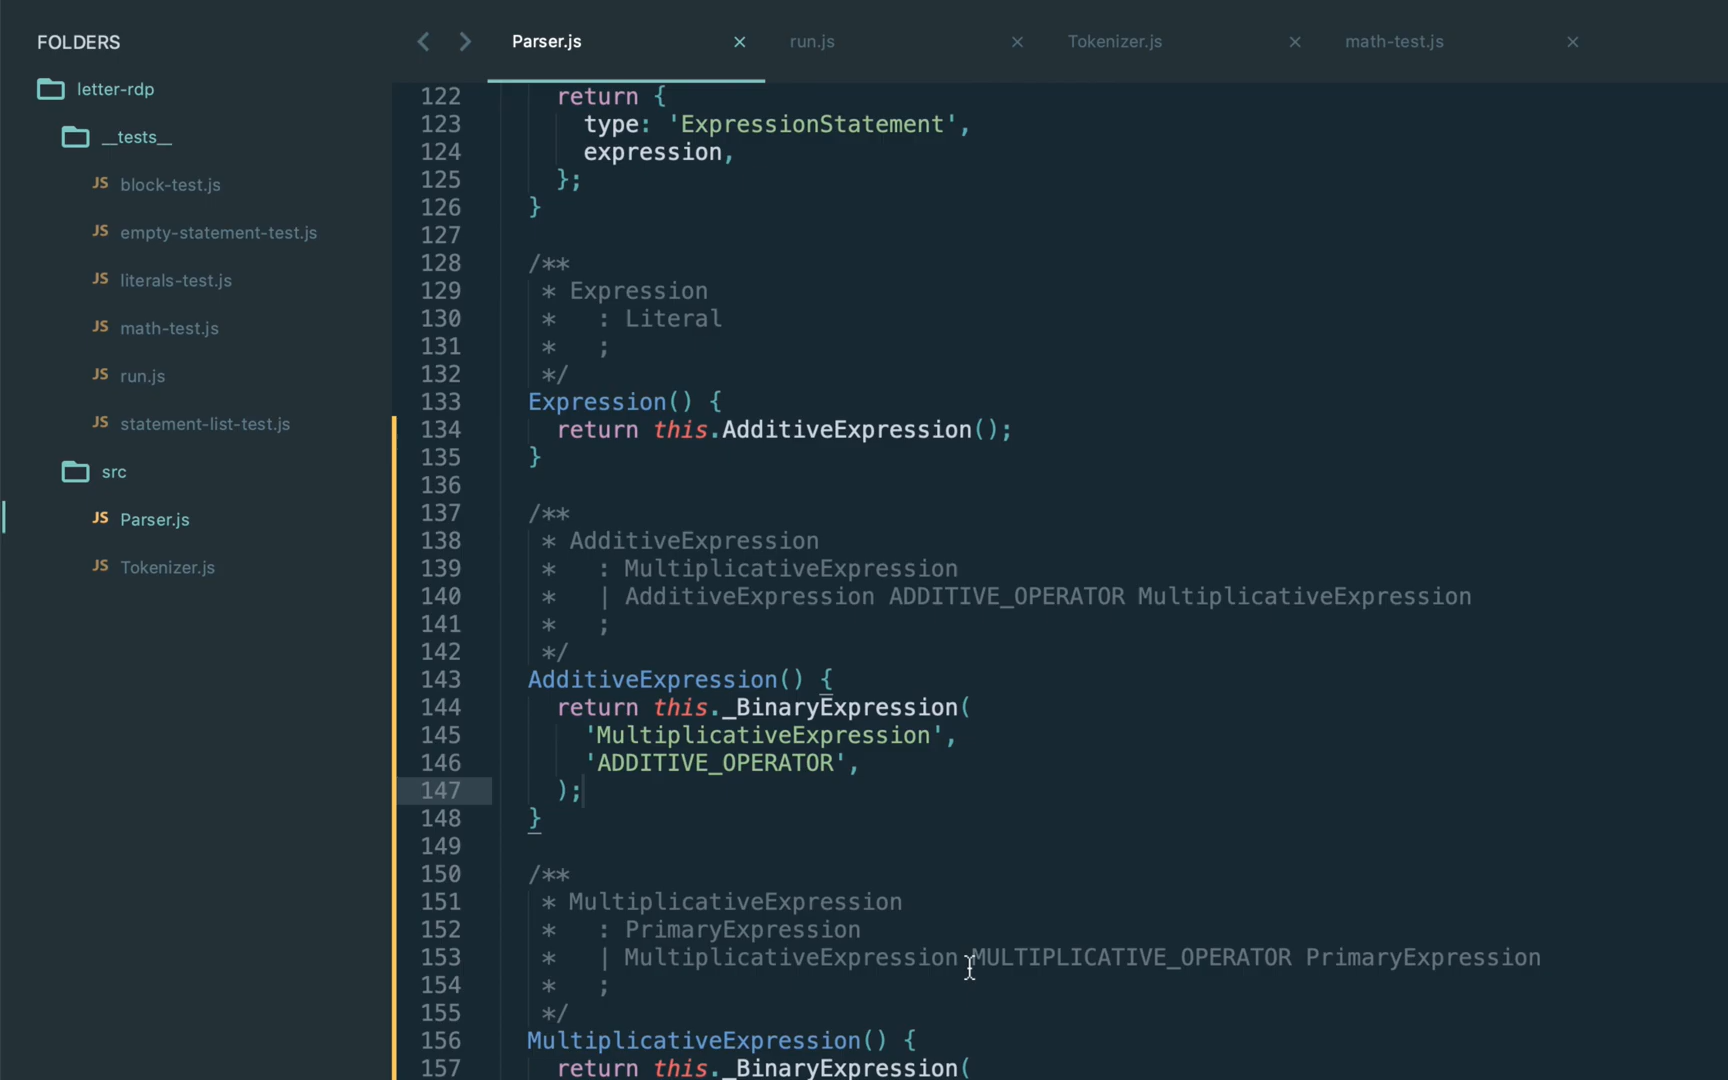 FOLDERS
letter-rdp
__tests__
JS block-test.js
JS empty-statement-test.js
JS literals-test.js
JS math-test.js
JS run.js
JS statement-list-test.js
src
JS Parser.js
JS Tokenizer.js
Parser.js × run.js × Tokenizer.js × math-test.js ×
122 return {
123 type: 'ExpressionStatement',
124 expression,
125 };
126 }
127
128 /**
129 * Expression
130 * : Literal
131 * ;
132 */
133 Expression() {
134 return this.AdditiveExpression();
135 }
136
137 /**
138 * AdditiveExpression
139 * : MultiplicativeExpression
140 * | AdditiveExpression ADDITIVE_OPERATOR MultiplicativeExpression
141 * ;
142 */
143 AdditiveExpression() {
144 return this._BinaryExpression(
145 'MultiplicativeExpression',
146 'ADDITIVE_OPERATOR',
147 );
148 }
149
150 /**
151 * MultiplicativeExpression
152 * : PrimaryExpression
153 * | MultiplicativeExpression MULTIPLICATIVE_OPERATOR PrimaryExpression
154 * ;
155 */
156 MultiplicativeExpression() {
157 return this._BinaryExpression(